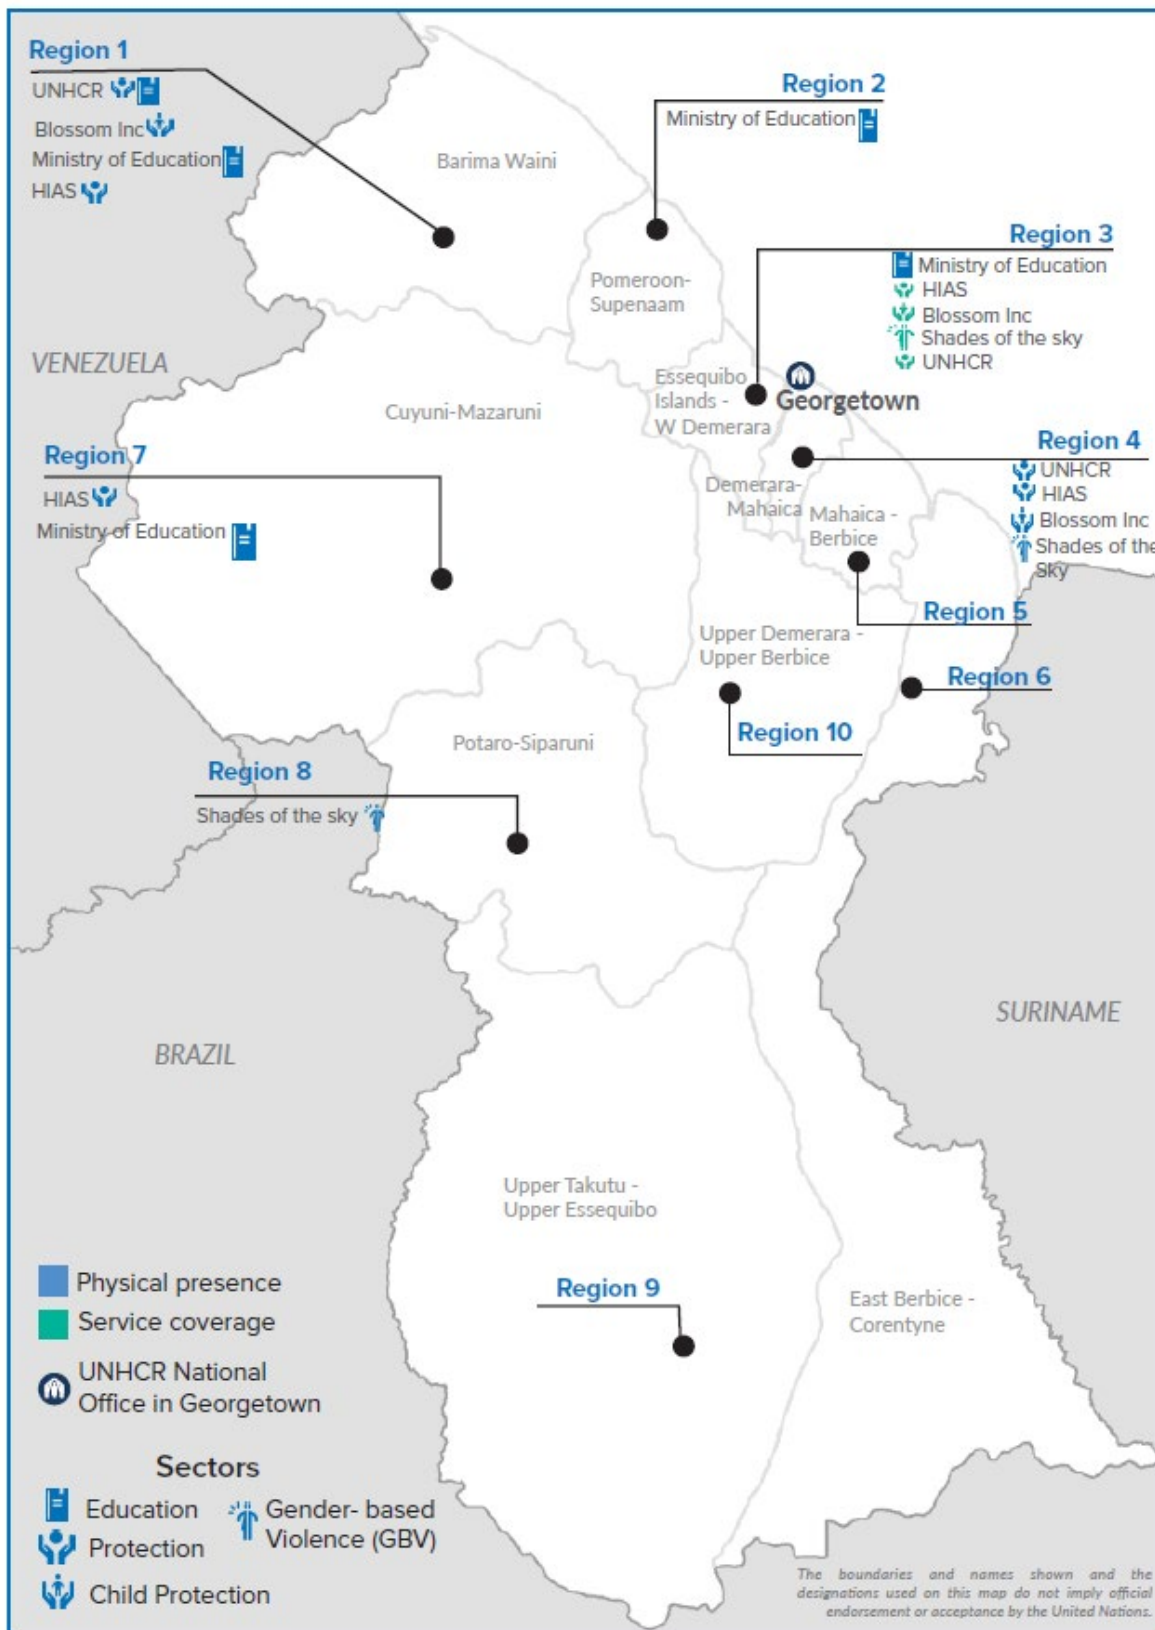 Region 1
UNHCR
Blossom Inc
Ministry of Education
HIAS
Region 2
Ministry of Education
Barima Waini
Region 3
Ministry of Education
HIAS
Blossom Inc
Shades of the sky
UNHCR
Pomeroon-
Supenaam
VENEZUELA
Essequibo
Islands -
W Demerara
Georgetown
Cuyuni-Mazaruni
Region 4
UNHCR
HIAS
Blossom Inc
Shades of the
Sky
Region 7
HIAS
Ministry of Education
Demerara-
Mahaica
Mahaica -
Berbice
Region 5
Upper Demerara -
Upper Berbice
Region 6
Region 10
Potaro-Siparuni
Region 8
Shades of the sky
SURINAME
BRAZIL
Upper Takutu -
Upper Essequibo
Region 9
East Berbice -
Corentyne
Physical presence
Service coverage
UNHCR National
Office in Georgetown
Sectors
Education
Protection
Child Protection
Gender- based
Violence (GBV)
The boundaries and names shown and the
designations used on this map do not imply official
endorsement or acceptance by the United Nations.